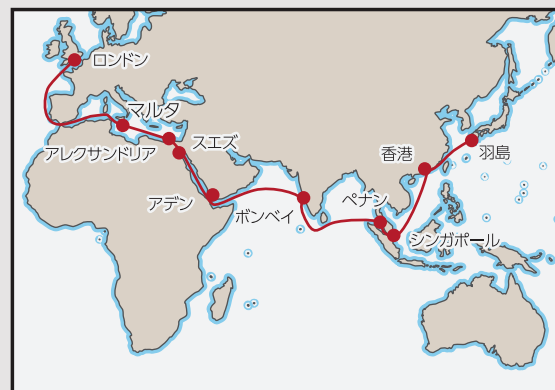 ロンドン
マルタ
アレクサンドリア
スエズ
アデン
ボンベイ
ペナン
香港
羽島
シンガポール